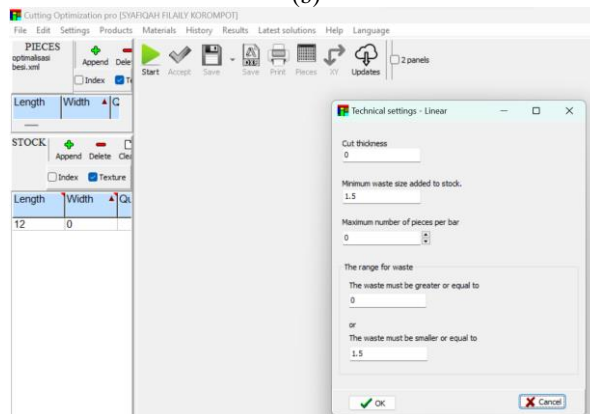 (b)
Cutting Optimization pro [SYAFIQAH FILAILY KOROMPOT]
File Edit Settings Products Materials History Results Latest solutions Help Language
PIECES
optimalisasi
besi.xml
Append Dele
Index Te
Start Accept Save Save Print Pieces XY Updates
2 panels
Length Width
STOCK
Append Delete Clea
Index Texture
Length Width Qu
12 0
Technical settings - Linear
Cut thickness
0
Minimum waste size added to stock.
1.5
Maximum number of pieces per bar
0
The range for waste
The waste must be greater or equal to
0
or
The waste must be smaller or equal to
1.5
OK Cancel